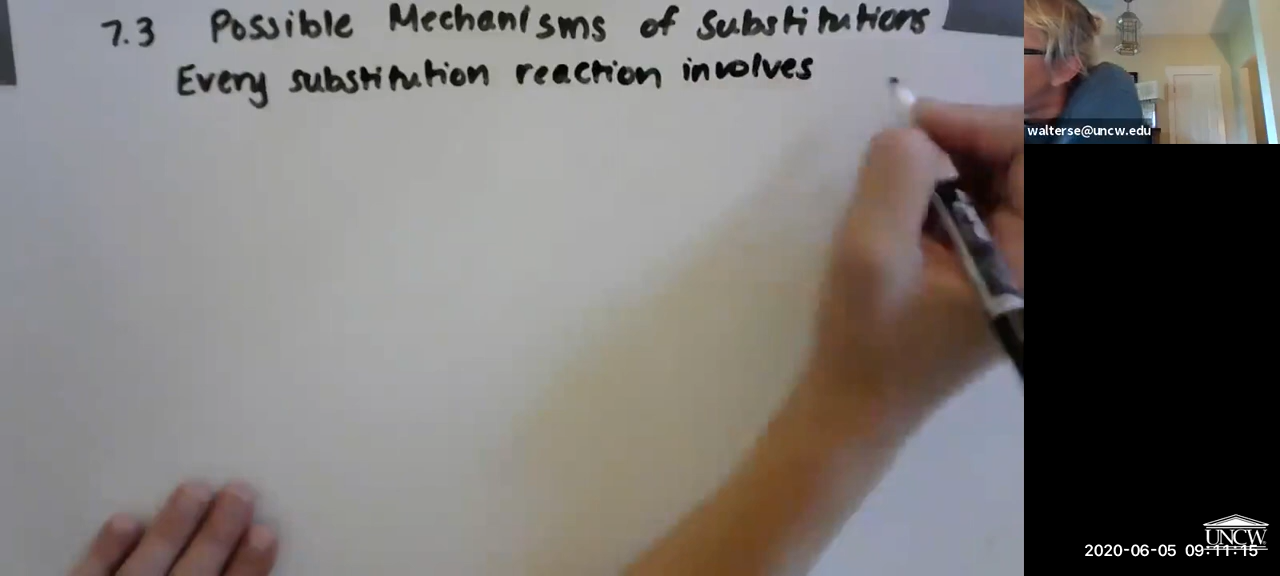 7.3 Possible Mechanisms of Substitutions
Every substitution reaction involves
walterse@uncw.edu
UNCW
2020-06-05 09:11:15